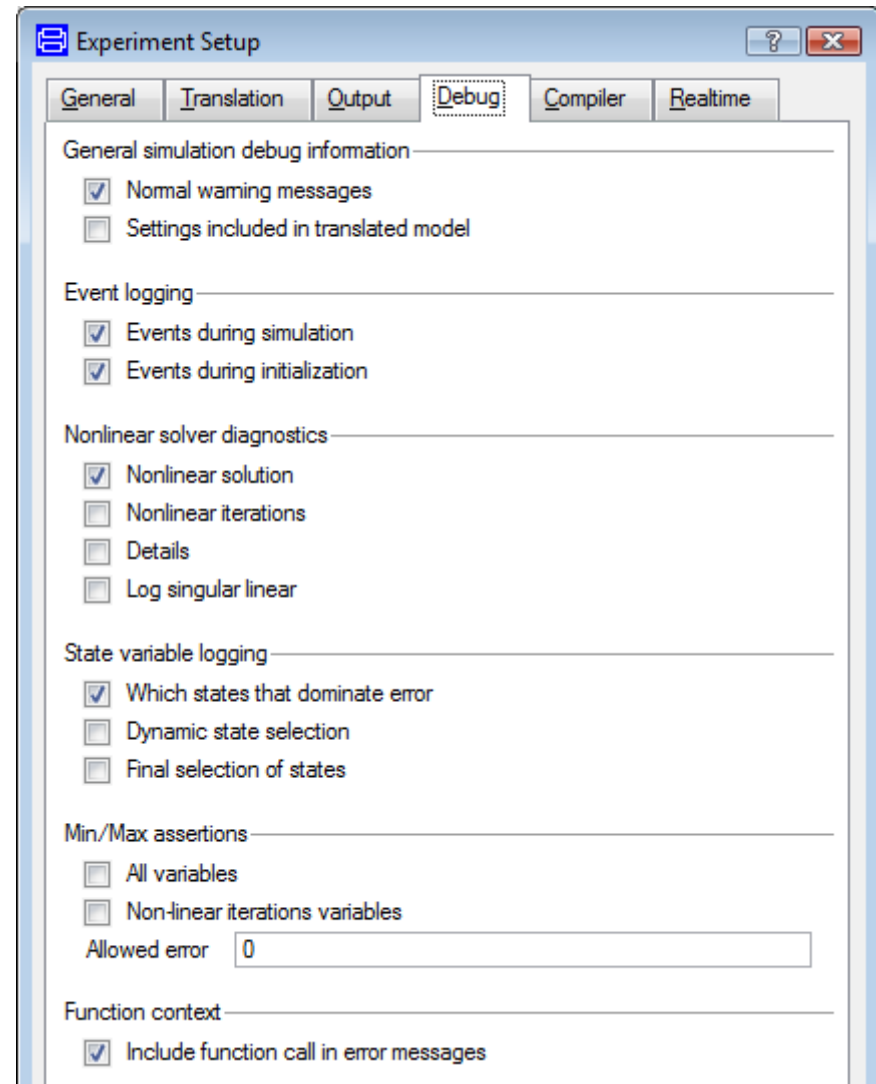 Experiment Setup
General Translation Output Debug Compiler Realtime
General simulation debug information
Normal warning messages
Settings included in translated model
Event logging
Events during simulation
Events during initialization
Nonlinear solver diagnostics
Nonlinear solution
Nonlinear iterations
Details
Log singular linear
State variable logging
Which states that dominate error
Dynamic state selection
Final selection of states
Min/Max assertions
All variables
Non-linear iterations variables
Allowed error 0
Function context
Include function call in error messages